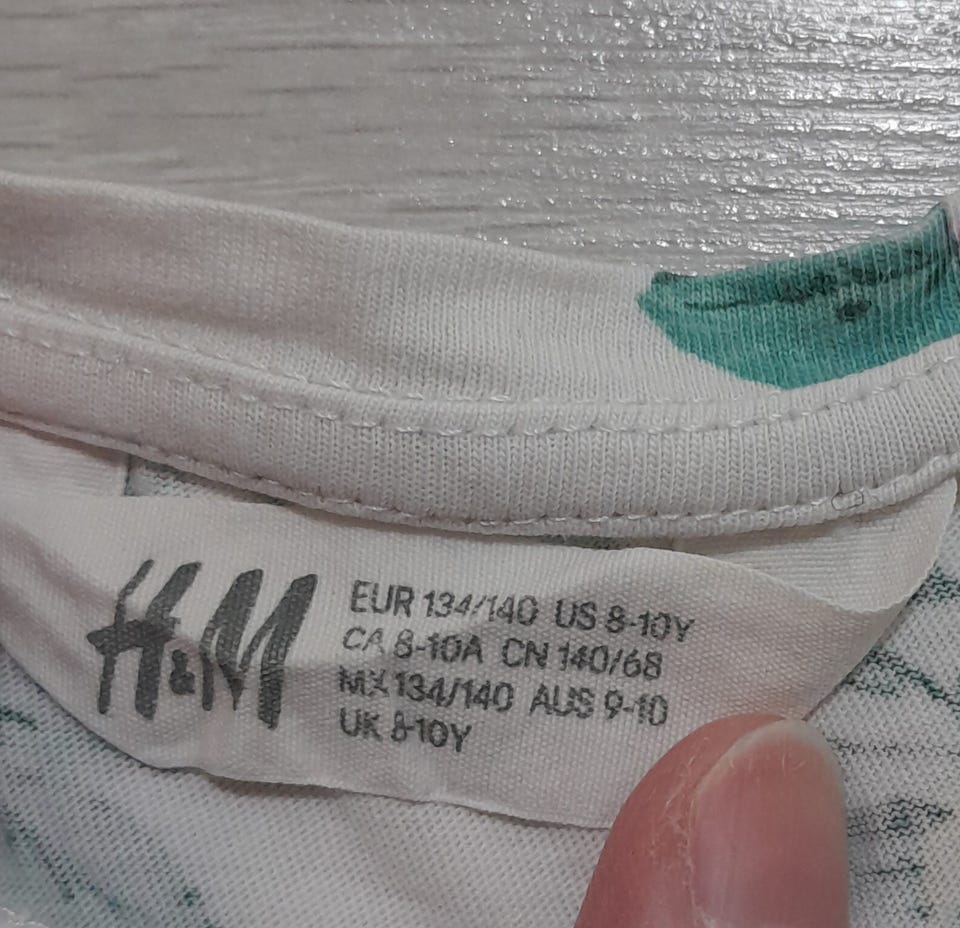 H&M
EUR 134/140 US 8-10Y
CA 8-10A CN 140/68
MX 134/140 AUS 9-10
UK 8-10Y